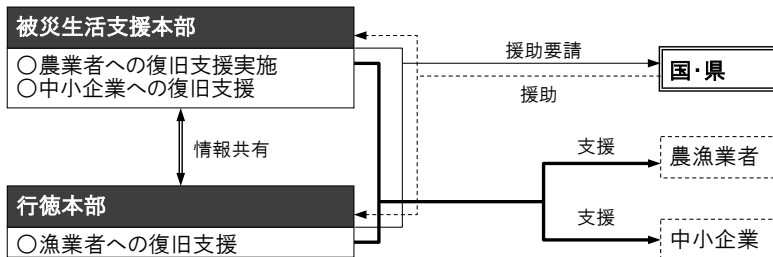 被災生活支援本部
○農業者への復旧支援実施
○中小企業への復旧支援
援助要請
国・県
援助
情報共有
支援
農漁業者
行徳本部
○漁業者への復旧支援
支援
中小企業